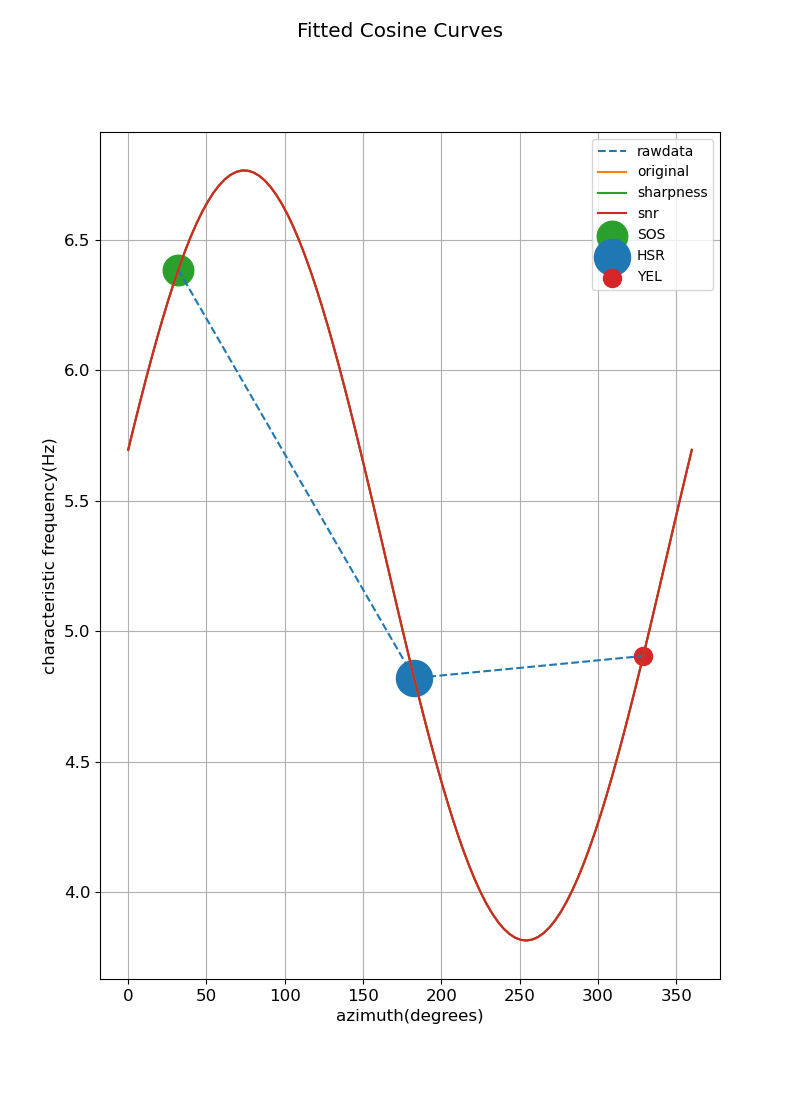 Fitted Cosine Curves
rawdata
original
sharpness
snr
SOS
HSR
YEL
characteristic frequency(Hz)
6.5
6.0
5.5
5.0
4.5
4.0
0 50 100 150 200 250 300 350
azimuth(degrees)